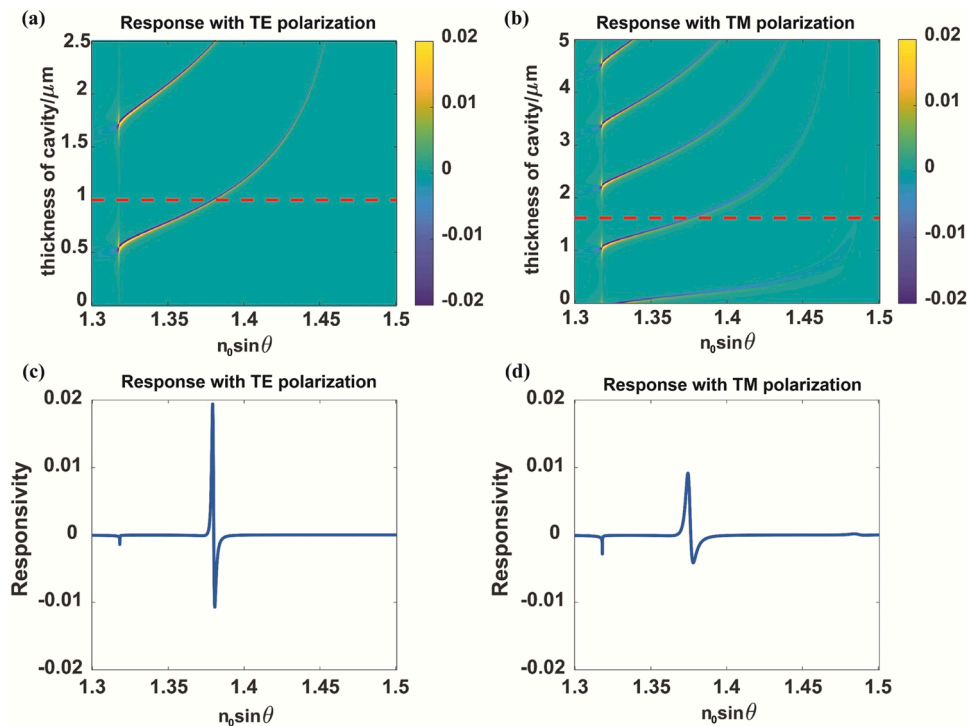 (a) Response with TE polarization
2.5
2
1.5
1
0.5
0
thickness of cavity/μm
1.3 1.35 1.4 1.45 1.5
n₀sinθ
0.02
0.01
0
-0.01
-0.02
(b) Response with TM polarization
5
4
3
2
1
0
thickness of cavity/μm
1.3 1.35 1.4 1.45 1.5
n₀sinθ
0.02
0.01
0
-0.01
-0.02
(c) Response with TE polarization
0.02
0.01
0
-0.01
-0.02
Responsivity
1.3 1.35 1.4 1.45 1.5
n₀sinθ
(d) Response with TM polarization
0.02
0.01
0
-0.01
-0.02
Responsivity
1.3 1.35 1.4 1.45 1.5
n₀sinθ